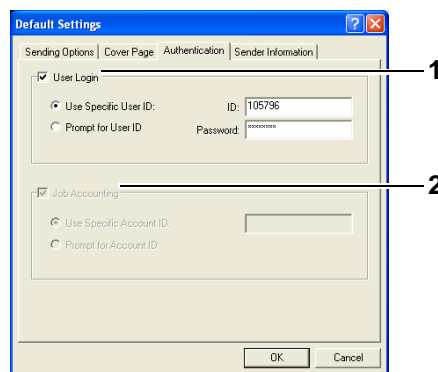 Default Settings
Sending Options Cover Page Authentication Sender Information
User Login 1
Use Specific User ID: ID: 105796
Prompt for User ID Password: ********
Job Accounting 2
Use Specific Account ID:
Prompt for Account ID
OK Cancel